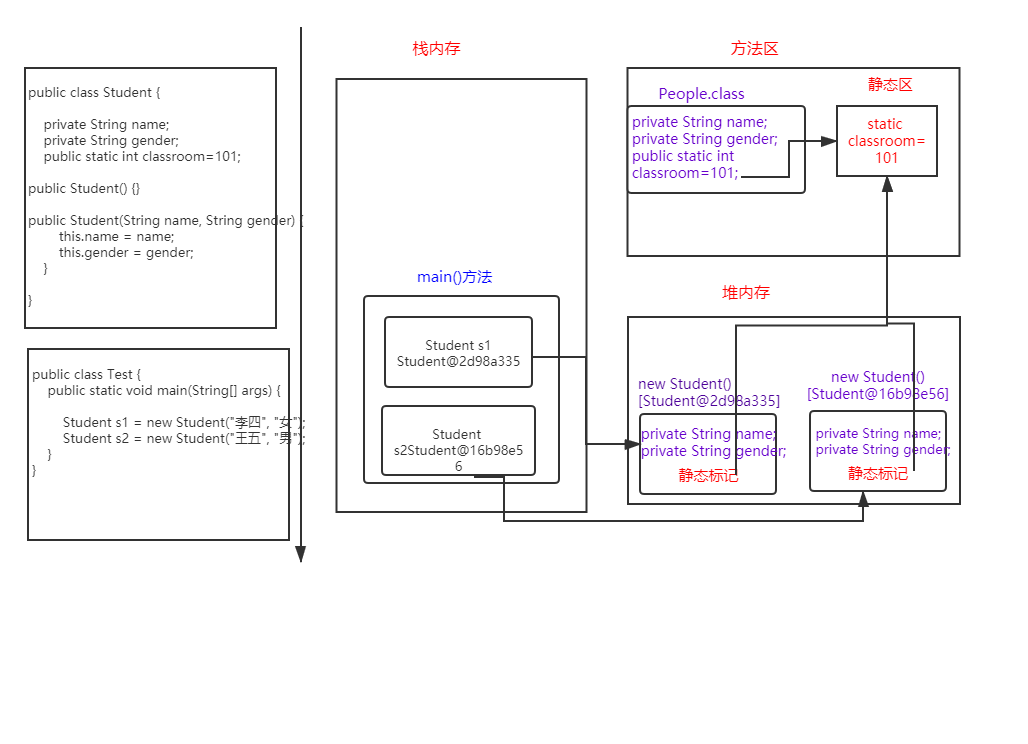 public class Student {
private String name;
private String gender;
public static int classroom=101;
public Student() {}
public Student(String name, String gender) {
this.name = name;
this.gender = gender;
}
}
public class Test {
public static void main(String[] args) {
Student s1 = new Student("李四", "女");
Student s2 = new Student("王五", "男");
}
}
栈内存
main()方法
Student s1
Student@2d98a335
Student
s2Student@16b98e5
6
方法区
People.class
private String name;
private String gender;
public static int
classroom=101;
静态区
static
classroom=
101
堆内存
new Student()
[Student@2d98a335]
private String name;
private String gender;
静态标记
new Student()
[Student@16b98e56]
private String name;
private String gender;
静态标记